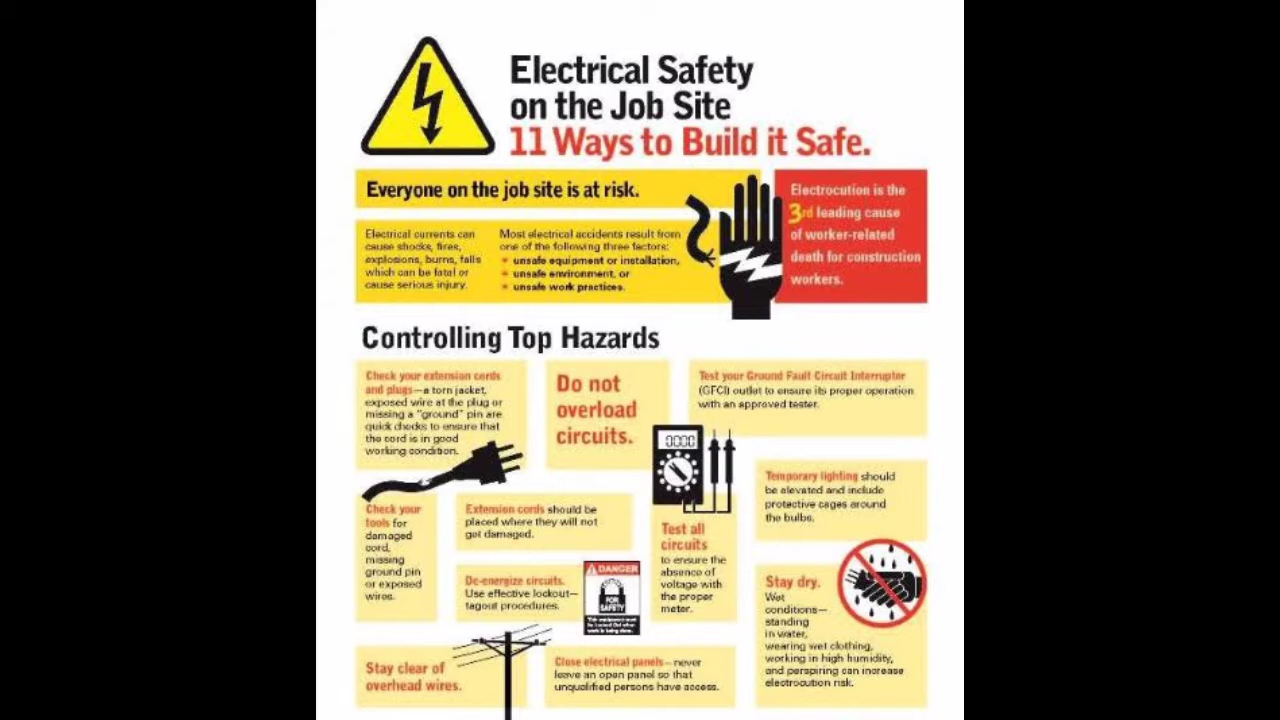 Electrical Safety
on the Job Site
11 Ways to Build it Safe.
Everyone on the job site is at risk.
Electrical currents can
cause shocks, fires,
explosions, burns, falls
which can be fatal or
cause serious injury.
Most electrical accidents result from
one of the following three factors:
unsafe equipment or installation,
unsafe environment, or
unsafe work practices.
Electrocution is the
3rd leading cause
of worker-related
death for construction
workers.
Controlling Top Hazards
Check your extension cords
and plugs—a torn jacket,
exposed wire at the plug or
missing a "ground" pin are
quick checks to ensure that
the cord is in good
working condition.
Do not
overload
circuits.
Test your Ground Fault Circuit Interruptor
(GFCI) outlet to ensure its proper operation
with an approved tester.
0000
Temporary lighting should
be elevated and include
protective cages around
the bulbs.
Check your
tools for
damaged
cord,
missing
ground pin
or exposed
wires.
Extension cords should be
placed where they will not
get damaged.
Test all
circuits
to ensure the
absence of
voltage with
the proper
meter.
De-energize circuits.
Use effective lockout–
tagout procedures.
DANGER
FOR
SAFETY
Stay dry.
Wet
conditions—
standing
in water,
wearing wet clothing,
working in high humidity,
and perspiring can increase
electrocution risk.
Stay clear of
overhead wires.
Close electrical panels—never
leave an open panel so that
unqualified persons have access.